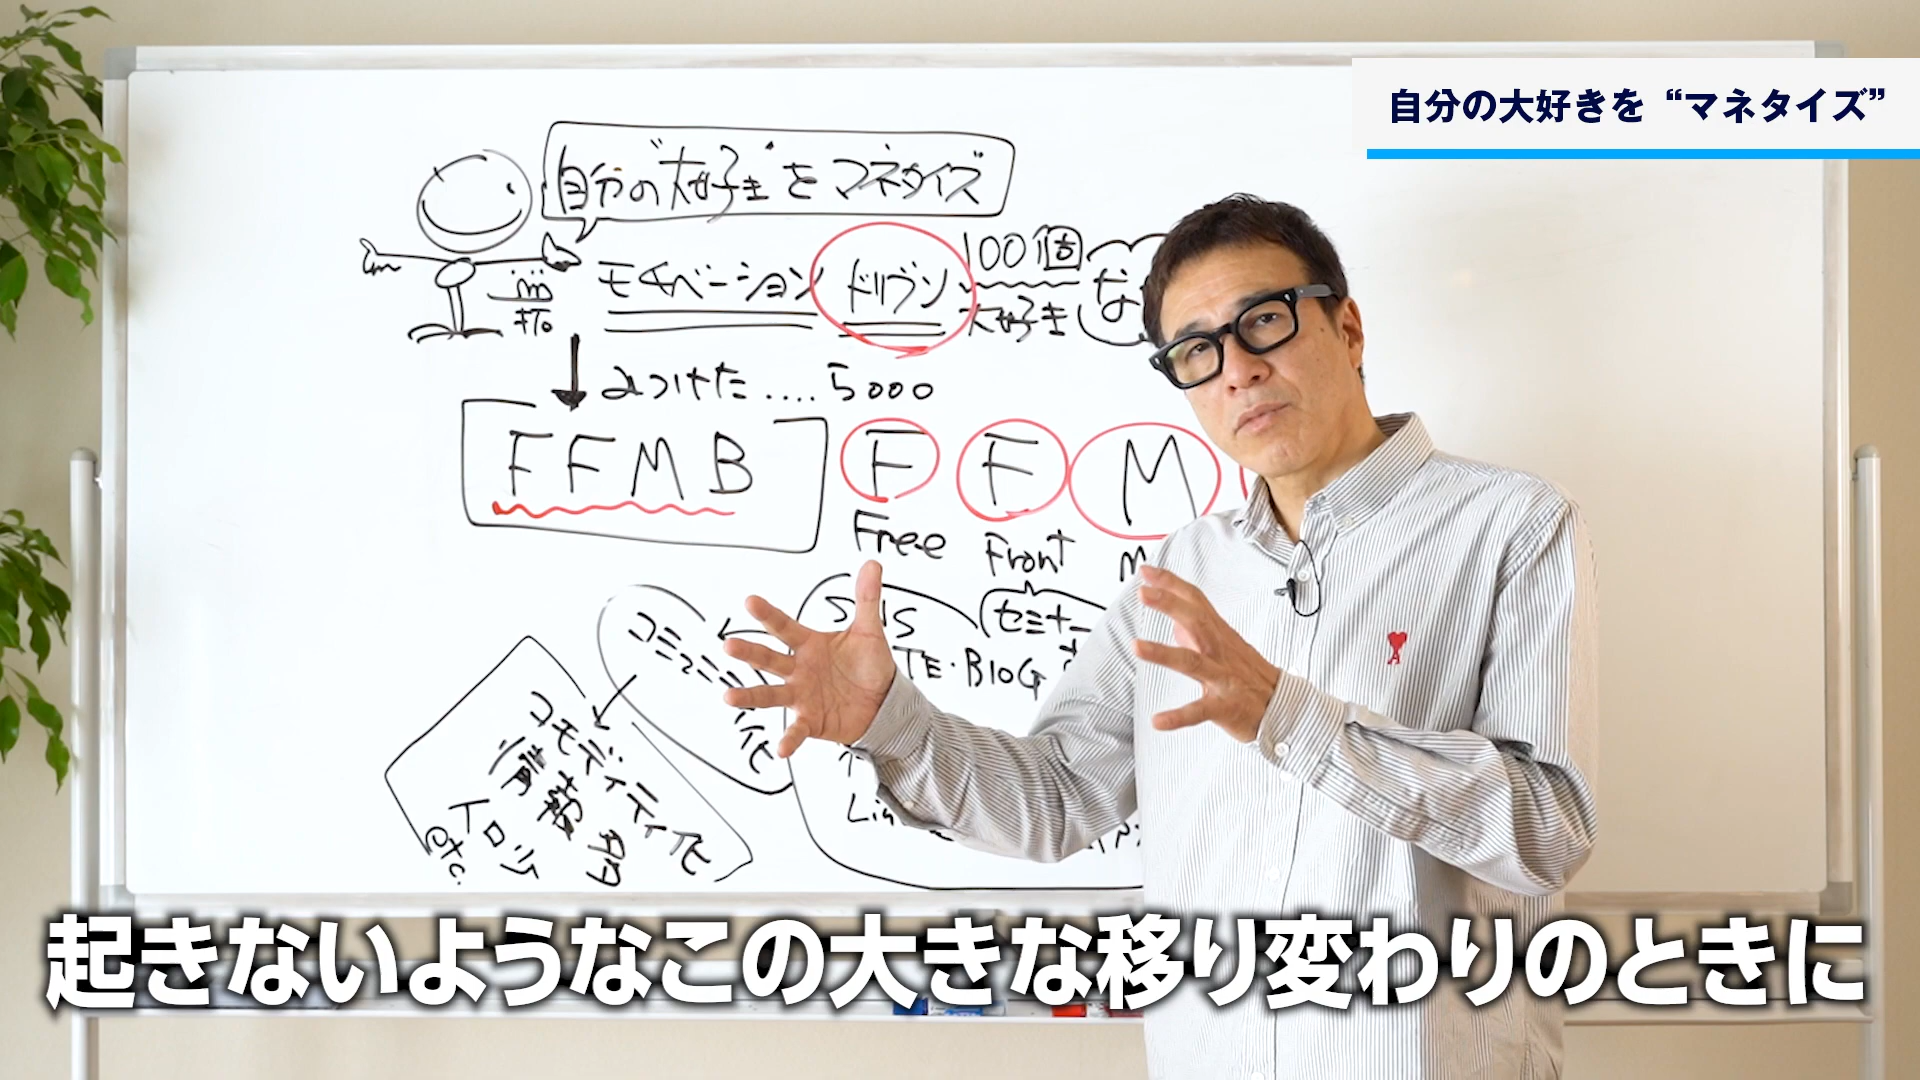 自分の大好きを“マネタイズ”
自分の“大好き”をマネタイズ
モチベーション ドリブン
100個
大好き
みつけた....5000
FFMB
F F M
Free
Front
M
SNS
セミナー
コミュニティ化
コモディティ化
etc.
起きないようなこの大きな移り変わりのときに